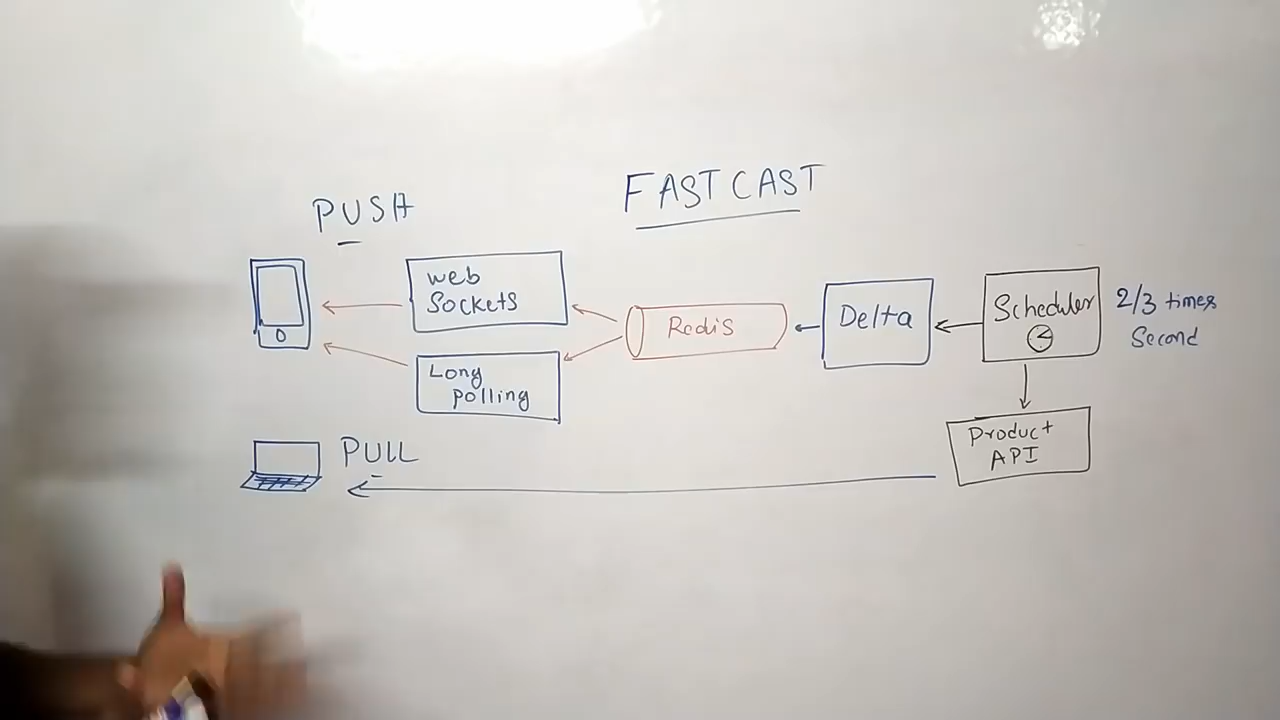 FASTCAST
PUSH
web
Sockets
Redis
Delta
Scheduler
2/3 times
Second
Long
polling
Product
API
PULL